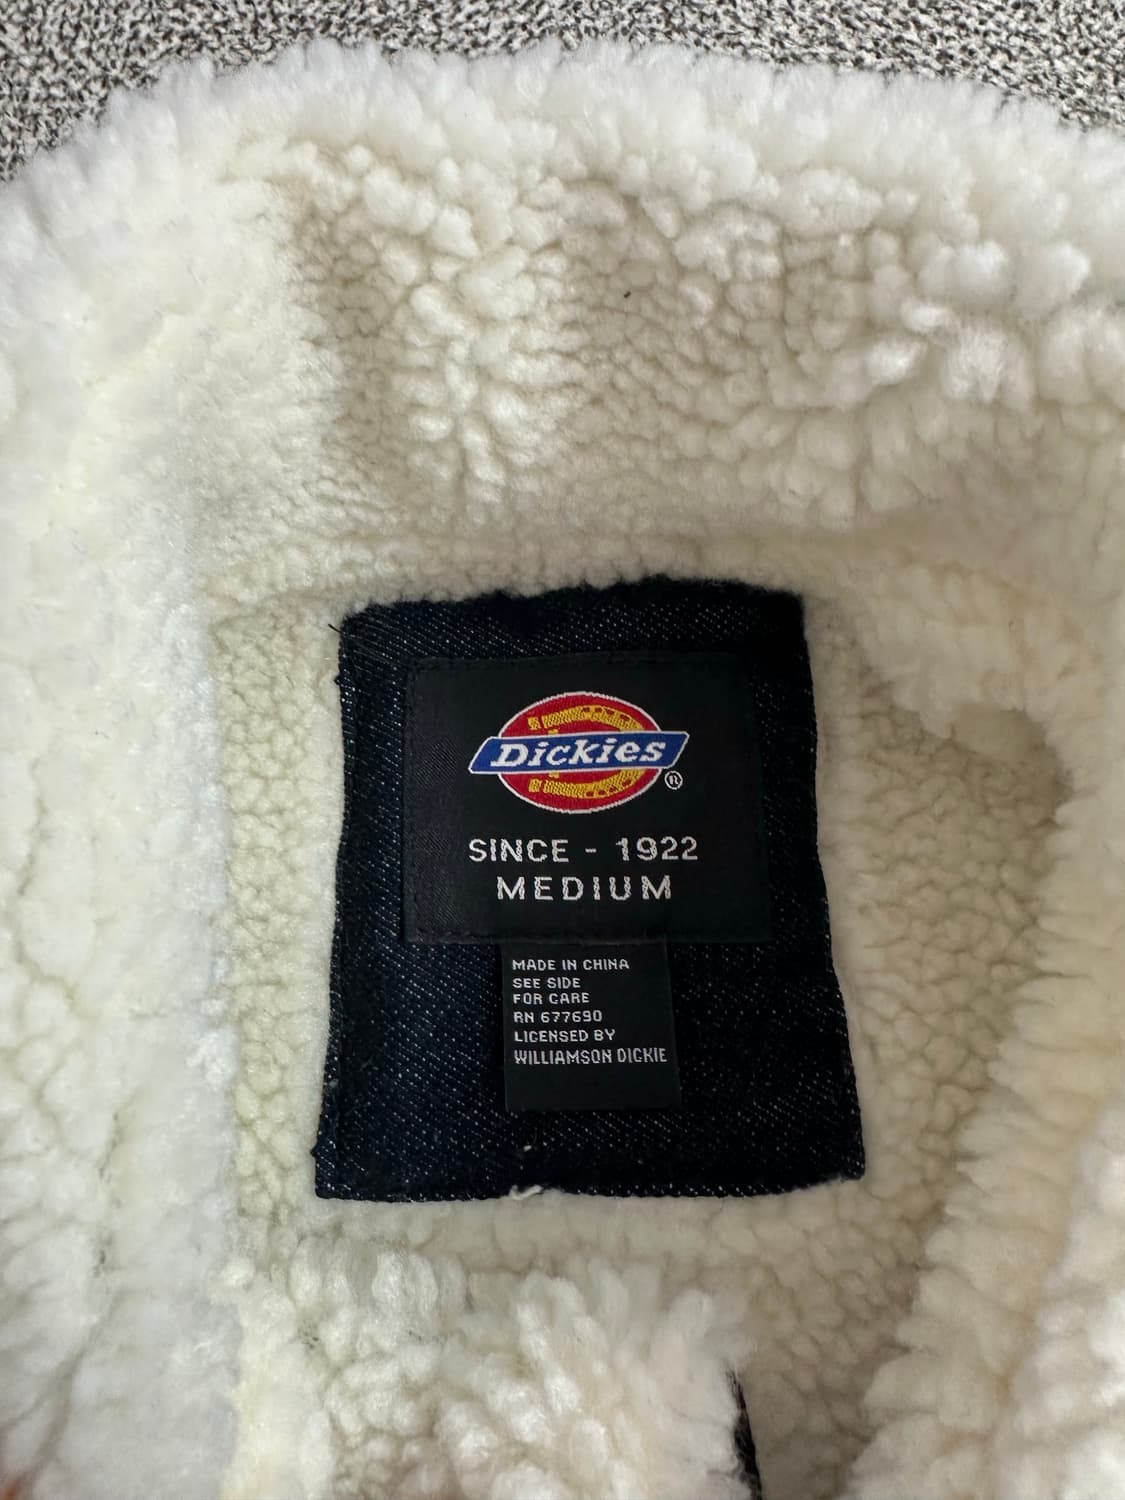 Dickies®
SINCE - 1922
MEDIUM
MADE IN CHINA
SEE SIDE
FOR CARE
RN 677690
LICENSED BY
WILLIAMSON DICKIE